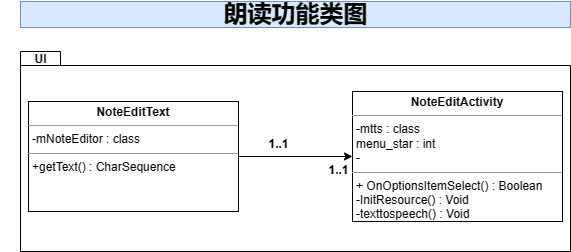 朗读功能类图
UI
NoteEditText
-mNoteEditor : class
+getText() : CharSequence
1..1
1..1
NoteEditActivity
-mtts : class
menu_star : int
-
+ OnOptionsItemSelect() : Boolean
-InitResource() : Void
-texttospeech() : Void